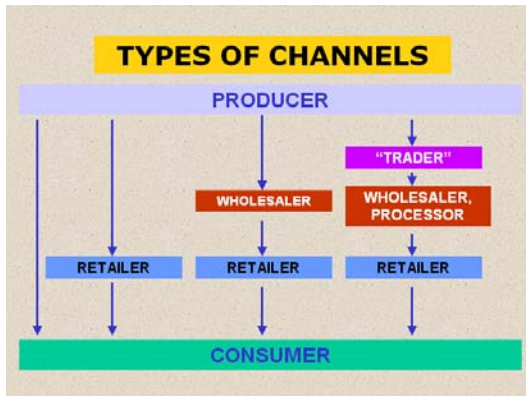 TYPES OF CHANNELS
PRODUCER
“TRADER”
WHOLESALER
WHOLESALER,
PROCESSOR
RETAILER
RETAILER
RETAILER
CONSUMER